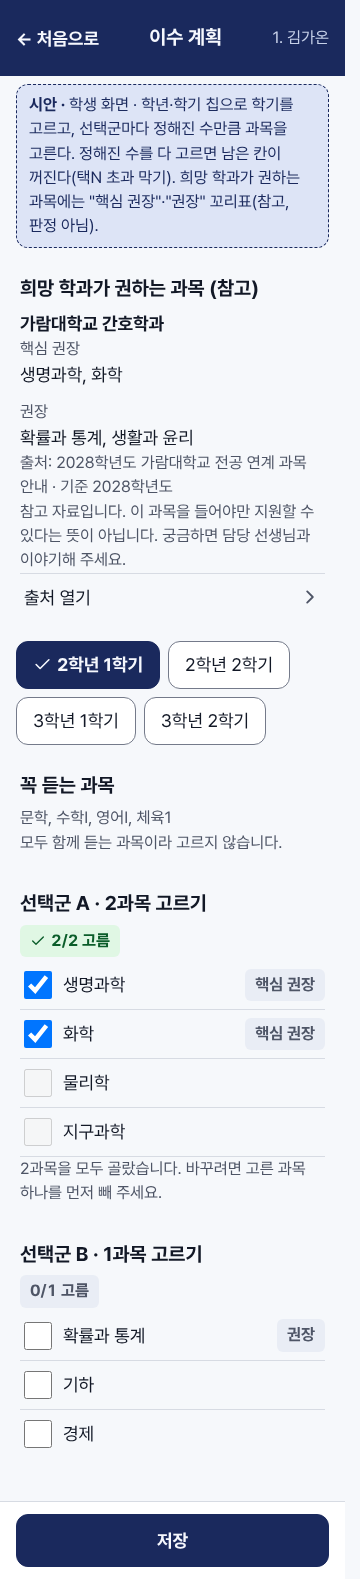 ← 처음으로
이수 계획
1. 김가온
시안 · 학생 화면 · 학년·학기 칩으로 학기를
고르고, 선택군마다 정해진 수만큼 과목을
고른다. 정해진 수를 다 고르면 남은 칸이
꺼진다(택N 초과 막기). 희망 학과가 권하는
과목에는 "핵심 권장"·"권장" 꼬리표(참고,
판정 아님).
희망 학과가 권하는 과목 (참고)
가람대학교 간호학과
핵심 권장
생명과학, 화학
권장
확률과 통계, 생활과 윤리
출처: 2028학년도 가람대학교 전공 연계 과목
안내 · 기준 2028학년도
참고 자료입니다. 이 과목을 들어야만 지원할 수
있다는 뜻이 아닙니다. 궁금하면 담당 선생님과
이야기해 주세요.
출처 열기
2학년 1학기
2학년 2학기
3학년 1학기
3학년 2학기
꼭 듣는 과목
문학, 수학Ⅰ, 영어Ⅰ, 체육1
모두 함께 듣는 과목이라 고르지 않습니다.
선택군 A · 2과목 고르기
2/2 고름
생명과학 핵심 권장
화학 핵심 권장
물리학
지구과학
2과목을 모두 골랐습니다. 바꾸려면 고른 과목
하나를 먼저 빼 주세요.
선택군 B · 1과목 고르기
0/1 고름
확률과 통계 권장
기하
경제
저장